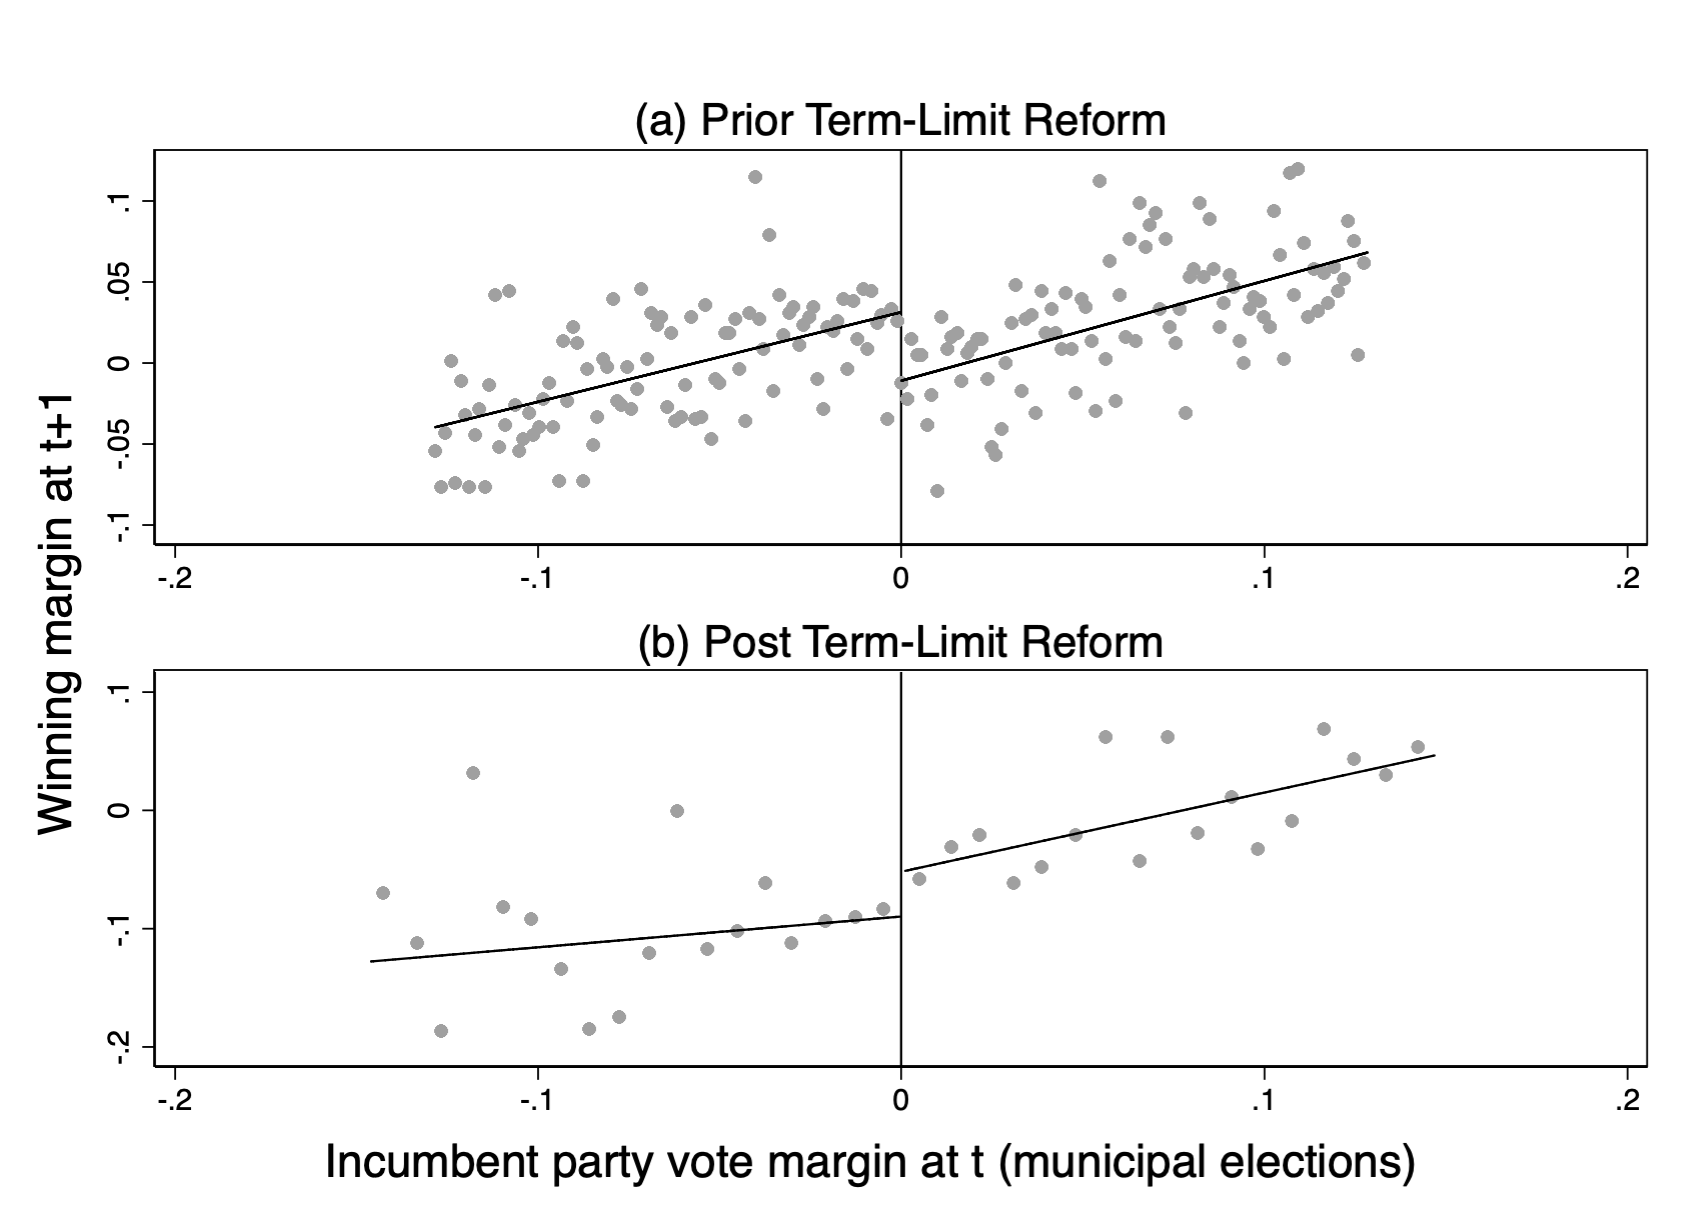 (a) Prior Term-Limit Reform
.1
.05
0
-.05
-.1
-.2 -.1 0 .1 .2
Winning margin at t+1
(b) Post Term-Limit Reform
.1
0
-.1
-.2
-.2 -.1 0 .1 .2
Incumbent party vote margin at t (municipal elections)